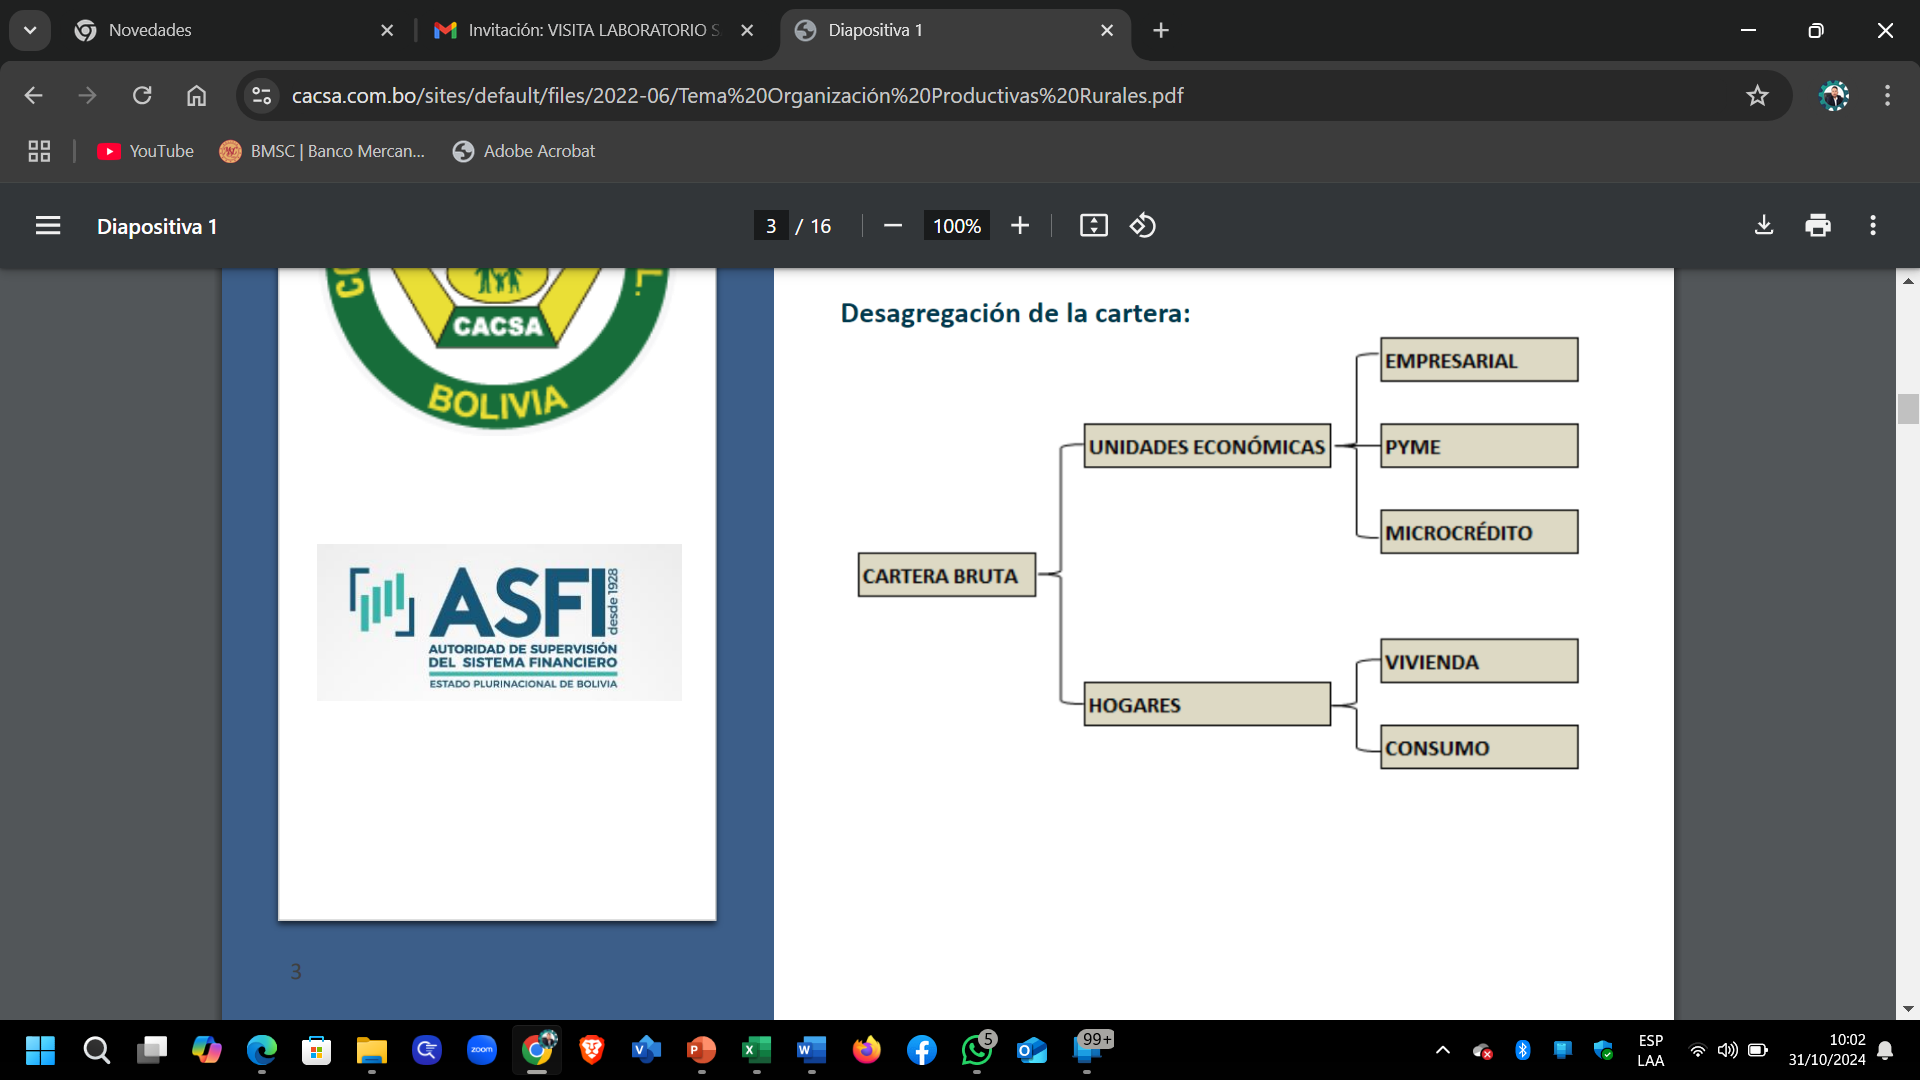 Novedades
Invitación: VISITA LABORATORIO S
Diapositiva 1
cacsa.com.bo/sites/default/files/2022-06/Tema%20Organización%20Productivas%20Rurales.pdf
YouTube
BMSC | Banco Mercan...
Adobe Acrobat
Diapositiva 1
3 / 16
100%
CACSA
BOLIVIA
ASFI
desde 1928
AUTORIDAD DE SUPERVISIÓN
DEL SISTEMA FINANCIERO
ESTADO PLURINACIONAL DE BOLIVIA
3
Desagregación de la cartera:
EMPRESARIAL
UNIDADES ECONÓMICAS
PYME
MICROCRÉDITO
CARTERA BRUTA
VIVIENDA
HOGARES
CONSUMO
zoom
5
99+
ESP
LAA
10:02
31/10/2024